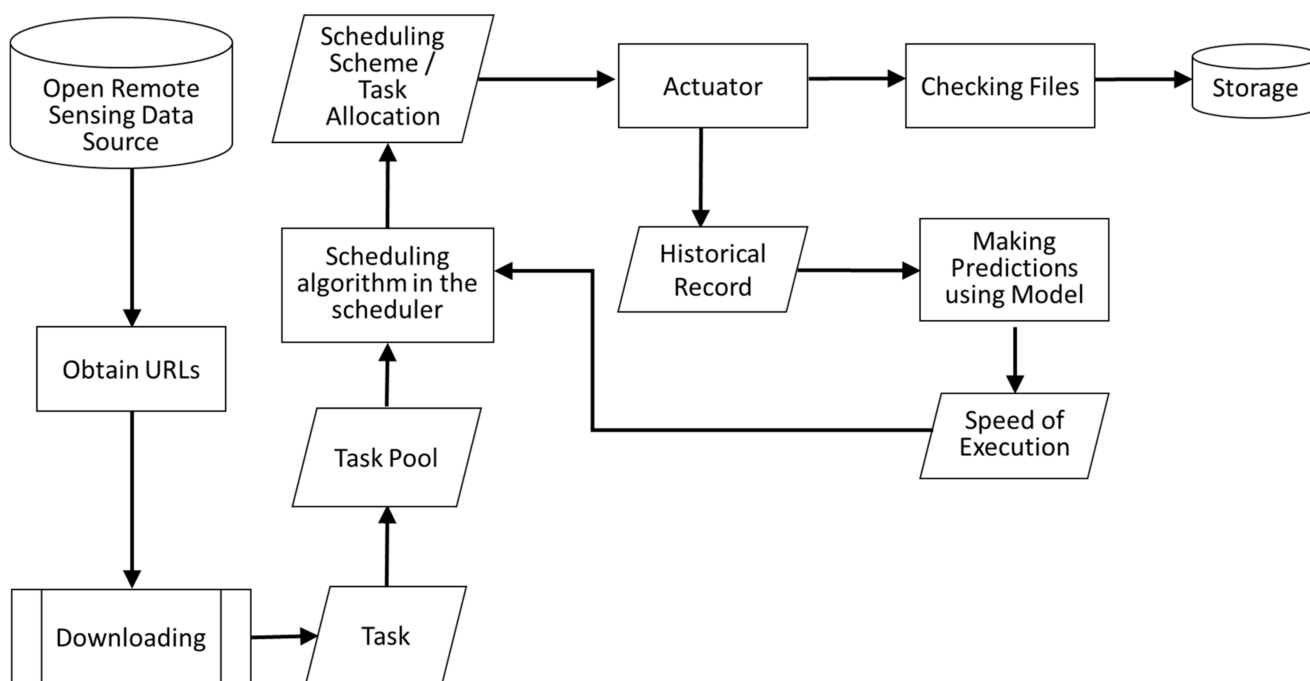 Open Remote
Sensing Data
Source
Obtain URLs
Downloading
Task
Task Pool
Scheduling
algorithm in the
scheduler
Scheduling
Scheme /
Task
Allocation
Actuator
Checking Files
Storage
Historical
Record
Making
Predictions
using Model
Speed of
Execution